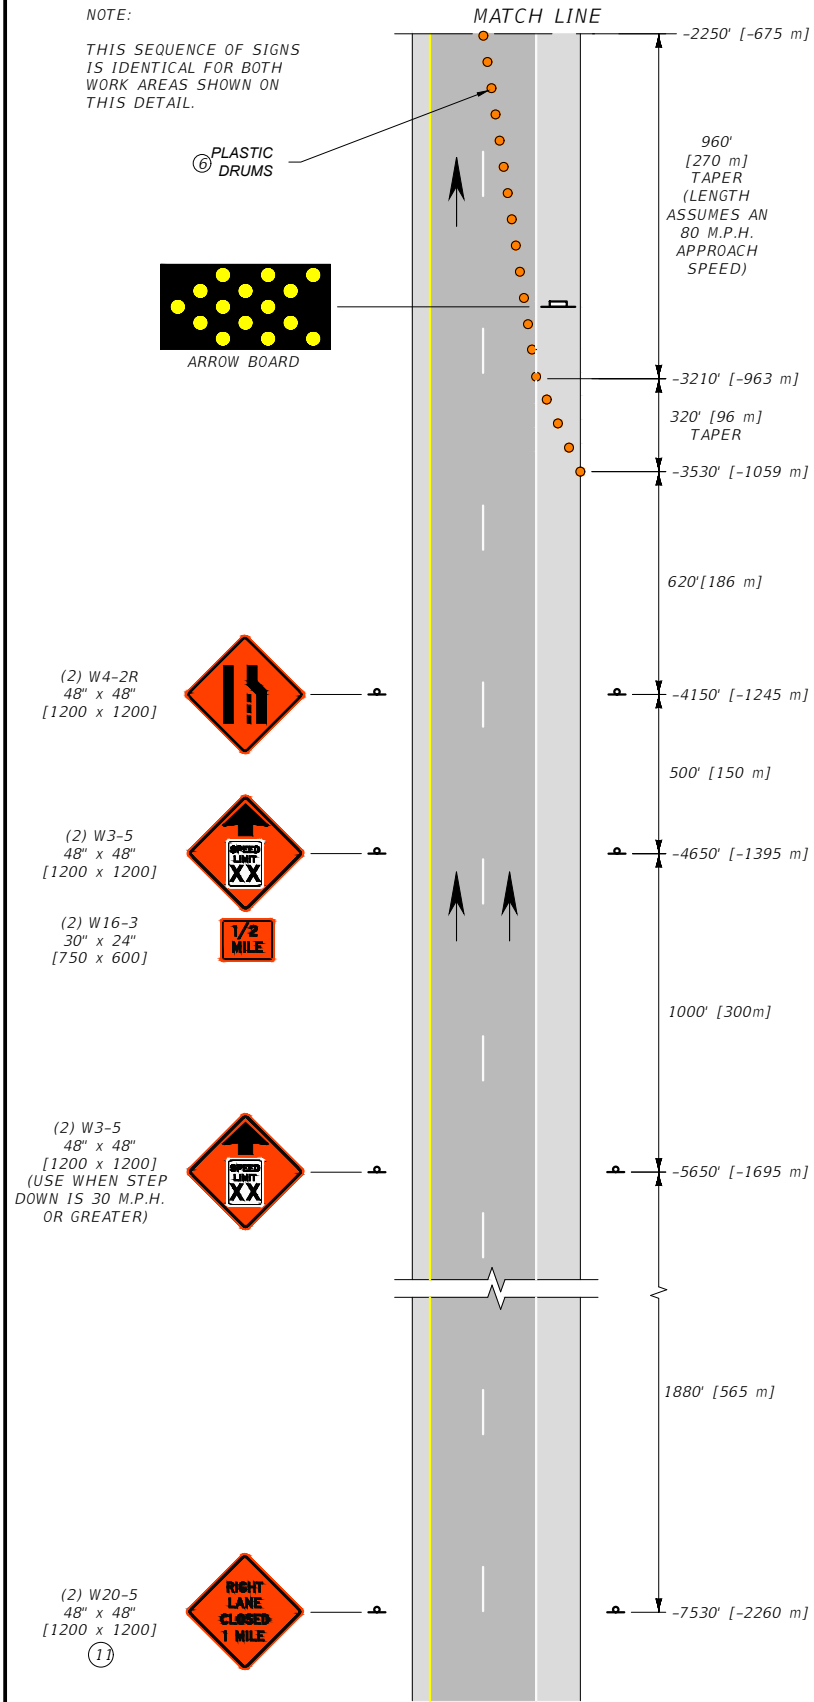 NOTE:
THIS SEQUENCE OF SIGNS
IS IDENTICAL FOR BOTH
WORK AREAS SHOWN ON
THIS DETAIL.
MATCH LINE
-2250' [-675 m]
6 PLASTIC
DRUMS
960'
[270 m]
TAPER
(LENGTH
ASSUMES AN
80 M.P.H.
APPROACH
SPEED)
ARROW BOARD
-3210' [-963 m]
320' [96 m]
TAPER
-3530' [-1059 m]
620'[186 m]
(2) W4-2R
48" x 48"
[1200 x 1200]
-4150' [-1245 m]
500' [150 m]
(2) W3-5
48" x 48"
[1200 x 1200]
SPEED
LIMIT
XX
-4650' [-1395 m]
(2) W16-3
30" x 24"
[750 x 600]
1/2
MILE
1000' [300m]
(2) W3-5
48" x 48"
[1200 x 1200]
(USE WHEN STEP
DOWN IS 30 M.P.H.
OR GREATER)
SPEED
LIMIT
XX
-5650' [-1695 m]
1880' [565 m]
(2) W20-5
48" x 48"
[1200 x 1200]
11
RIGHT
LANE
CLOSED
1 MILE
-7530' [-2260 m]